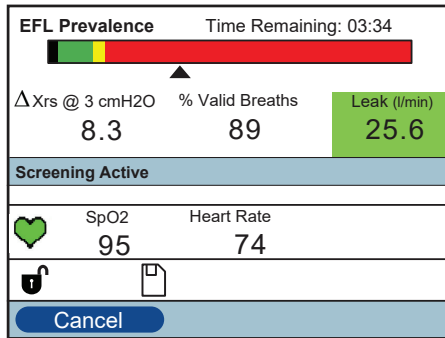 EFL Prevalence Time Remaining: 03:34
Δ Xrs @ 3 cmH2O % Valid Breaths Leak (l/min)
8.3 89 25.6
Screening Active
SpO2 Heart Rate
95 74
Cancel